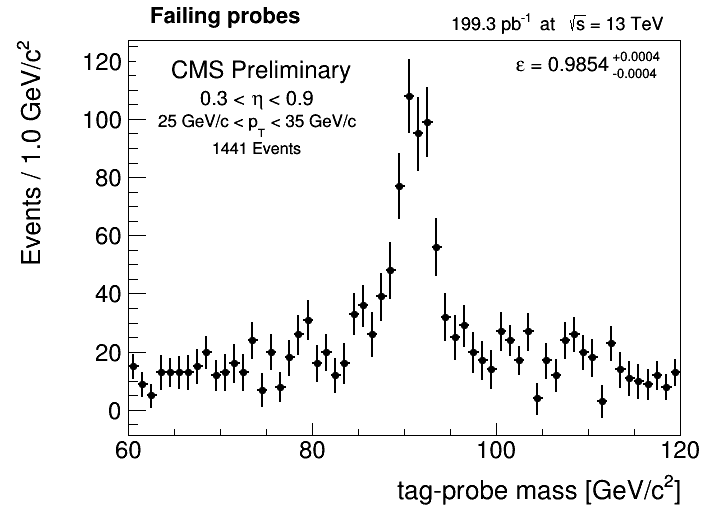 Failing probes
199.3 pb⁻¹ at √s = 13 TeV
CMS Preliminary
0.3 < η < 0.9
25 GeV/c < p_T < 35 GeV/c
1441 Events
ε = 0.9854 +0.0004 -0.0004
Events / 1.0 GeV/c²
120
100
80
60
40
20
0
60 80 100 120
tag-probe mass [GeV/c²]